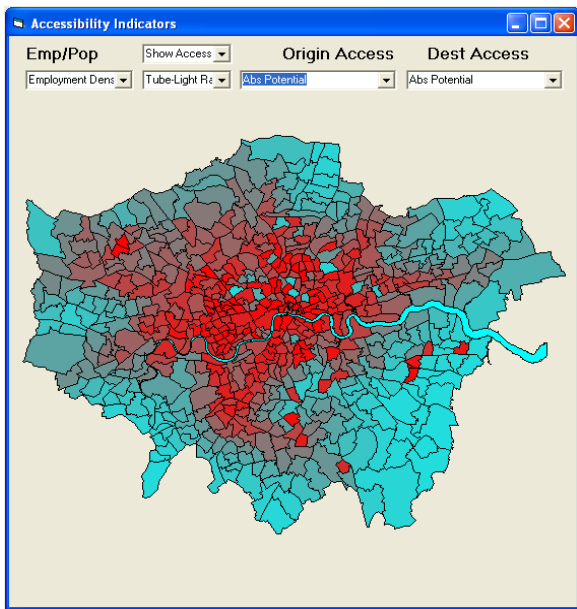 Accessibility Indicators
Emp/Pop Show Access Origin Access Dest Access
Employment Dens Tube-Light Ra Abs Potential Abs Potential